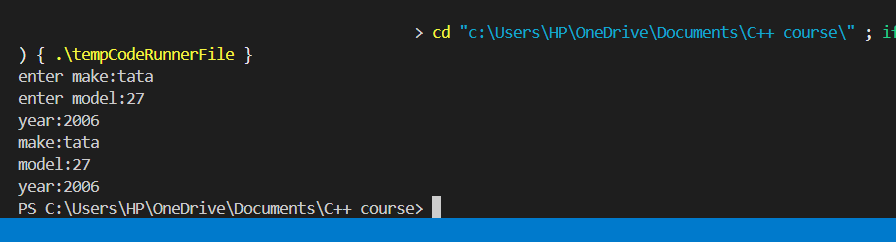 > cd "c:\Users\HP\OneDrive\Documents\C++ course\" ; if
) { .\tempCodeRunnerFile }
enter make:tata
enter model:27
year:2006
make:tata
model:27
year:2006
PS C:\Users\HP\OneDrive\Documents\C++ course>